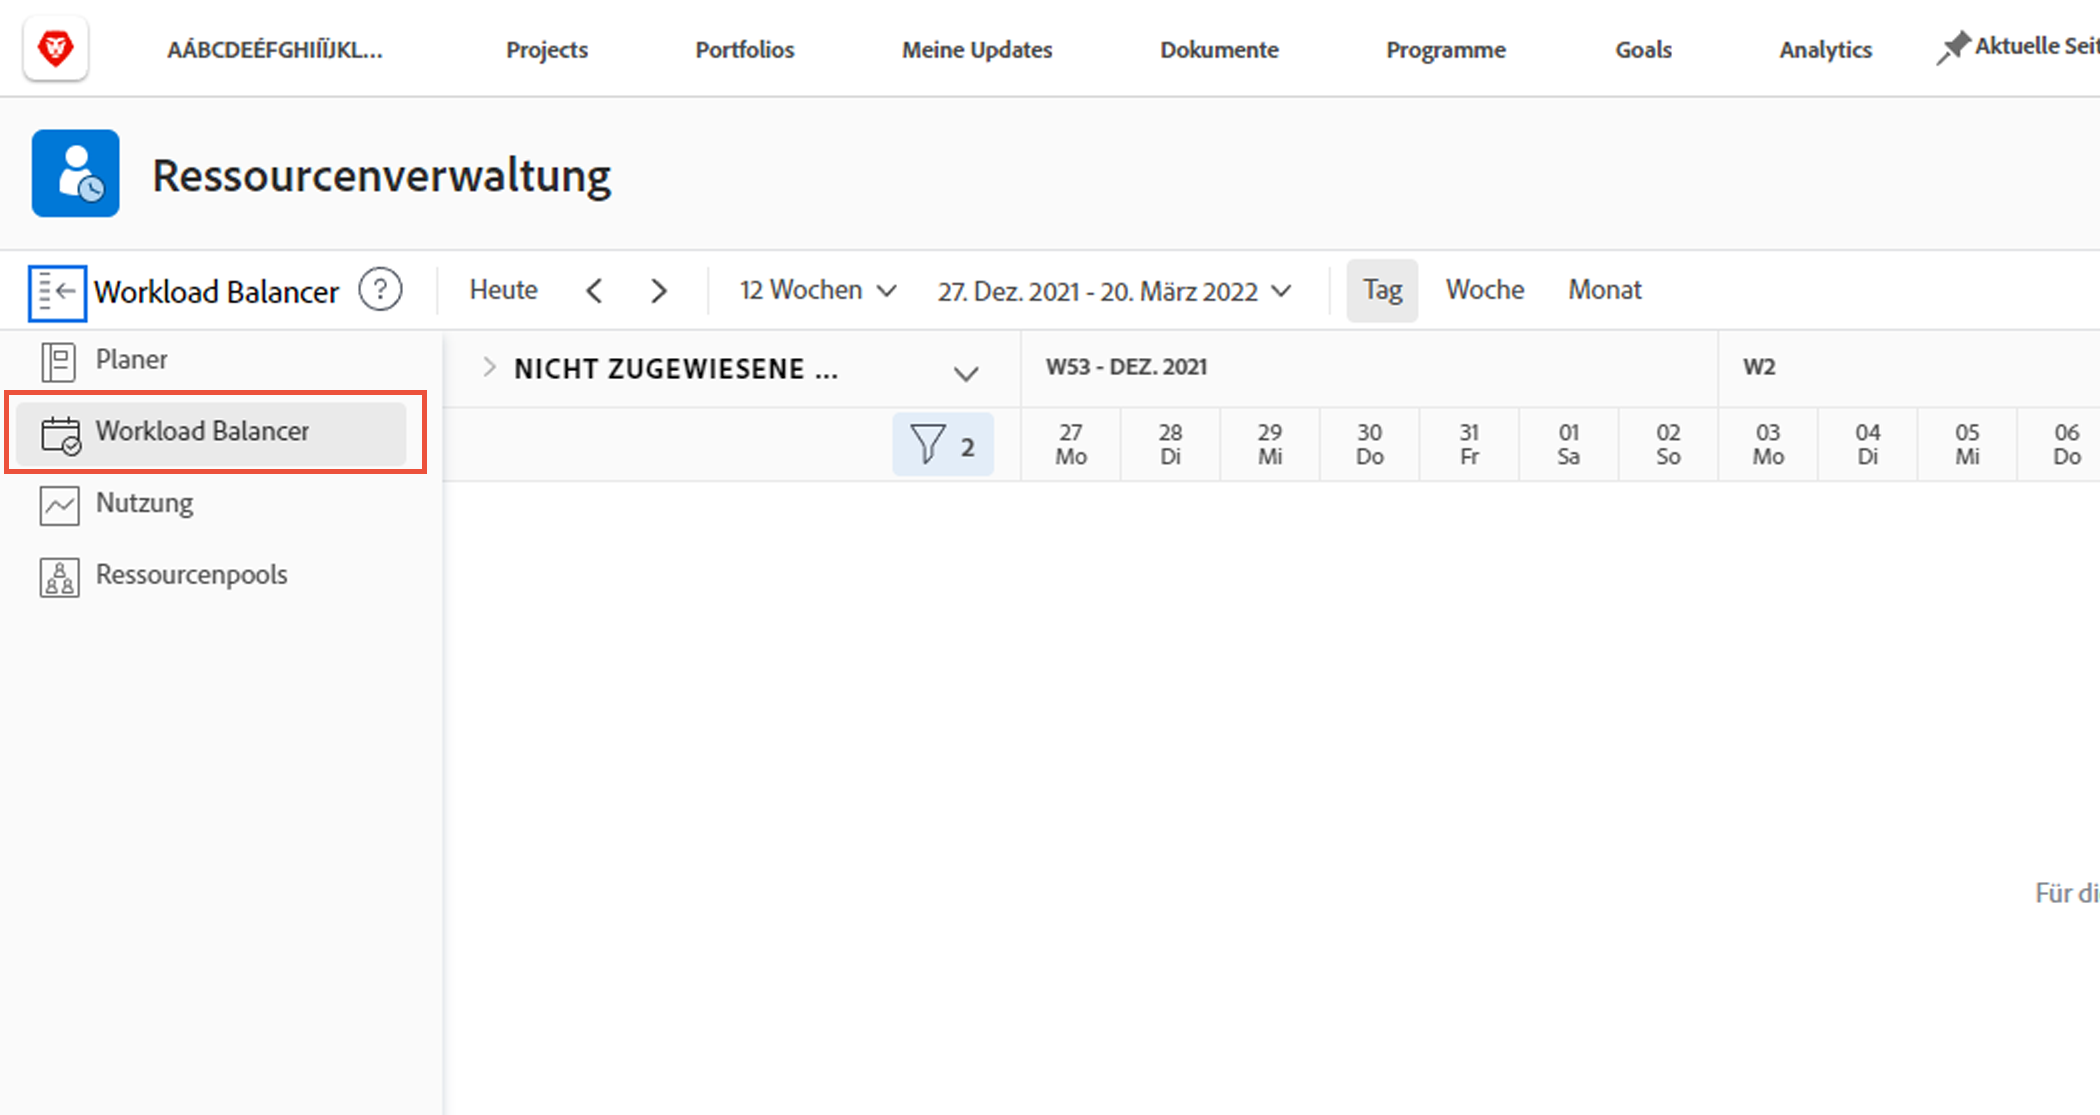 AÁBCDEÉFGHIÍÏJKL... Projects Portfolios Meine Updates Dokumente Programme Goals Analytics Aktuelle Seit
Ressourcenverwaltung
Workload Balancer ? Heute 12 Wochen 27. Dez. 2021 - 20. März 2022 Tag Woche Monat
Planer
Workload Balancer
Nutzung
Ressourcenpools
NICHT ZUGEWIESENE ...
2
W53 - DEZ. 2021 W2
27 28 29 30 31 01 02 03 04 05 06
Mo Di Mi Do Fr Sa So Mo Di Mi Do
Für di